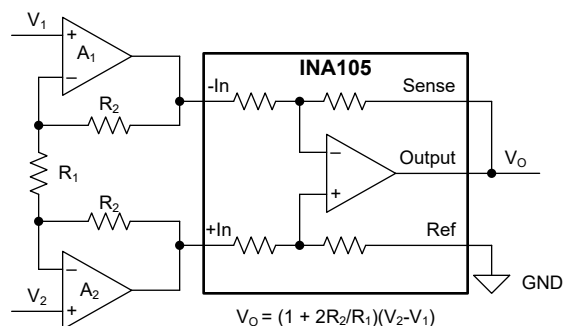 V1
+
A1
−
R2
R1
R2
−
A2
V2
+
INA105
-In
Sense
−
Output
VO
+
+In
Ref
GND
VO = (1 + 2R2/R1)(V2-V1)